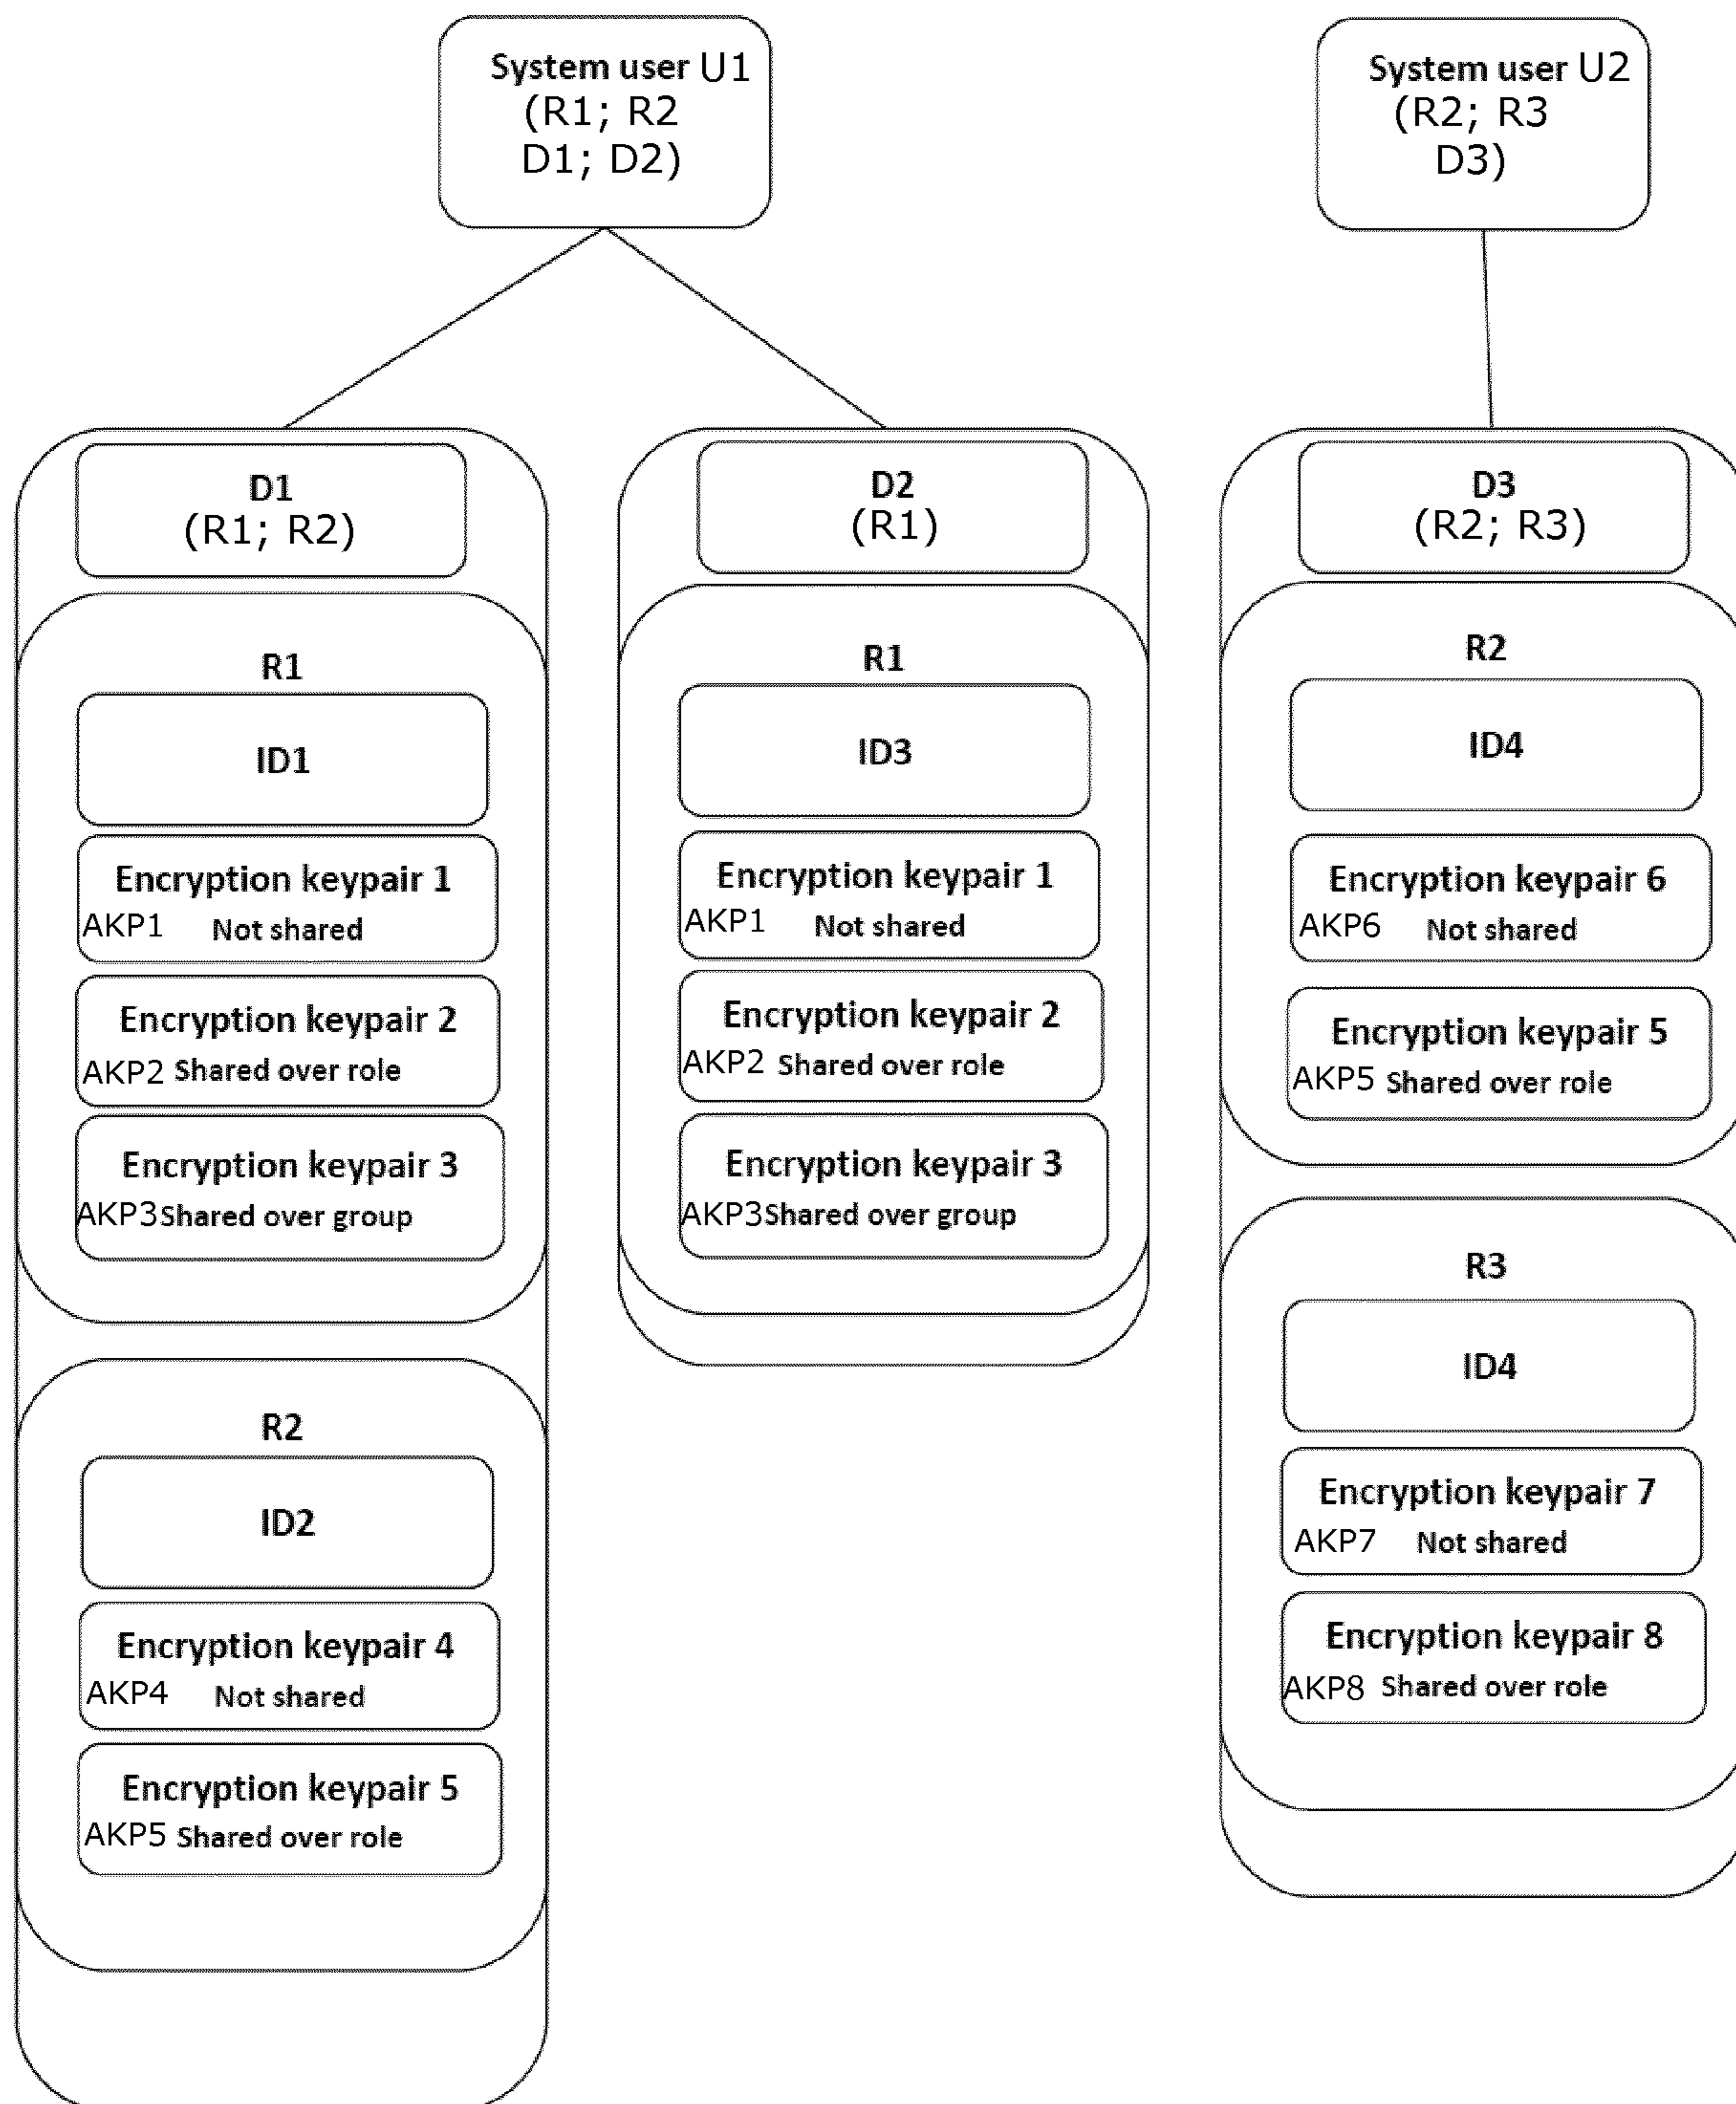 System user U1
(R1; R2
D1; D2)
System user U2
(R2; R3
D3)
D1
(R1; R2)
R1
ID1
Encryption keypair 1
AKP1 Not shared
Encryption keypair 2
AKP2 Shared over role
Encryption keypair 3
AKP3 Shared over group
R2
ID2
Encryption keypair 4
AKP4 Not shared
Encryption keypair 5
AKP5 Shared over role
D2
(R1)
R1
ID3
Encryption keypair 1
AKP1 Not shared
Encryption keypair 2
AKP2 Shared over role
Encryption keypair 3
AKP3 Shared over group
D3
(R2; R3)
R2
ID4
Encryption keypair 6
AKP6 Not shared
Encryption keypair 5
AKP5 Shared over role
R3
ID4
Encryption keypair 7
AKP7 Not shared
Encryption keypair 8
AKP8 Shared over role